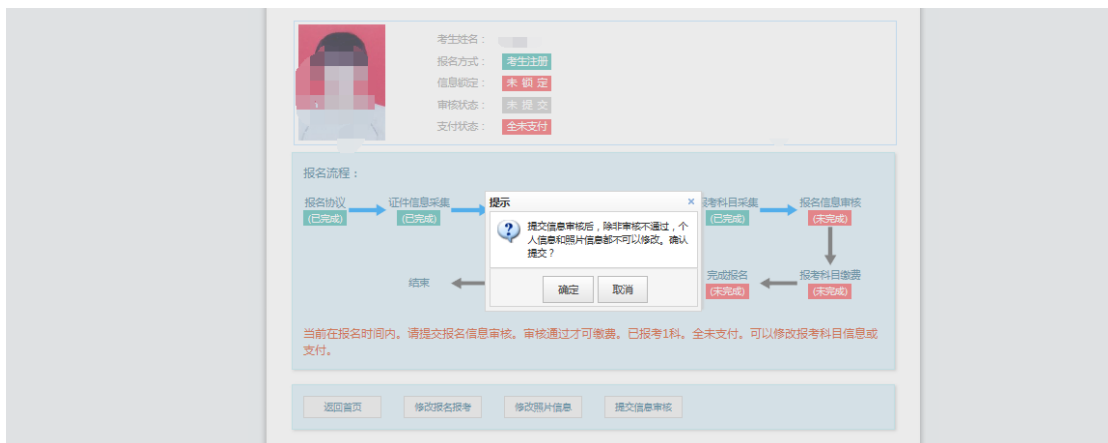 考生姓名：
报名方式： 考生注册
信息锁定： 未 锁 定
审核状态： 未 提 交
支付状态： 全未支付
报名流程：
报名协议 证件信息采集 报考科目采集 报名信息审核
(已完成) (已完成) (已完成) (未完成)
提示 ×
提交信息审核后，除非审核不通过，个
人信息和照片信息都不可以修改。确认
提交？
确定 取消
结束 完成报名 报考科目缴费
(未完成) (未完成)
当前在报名时间内。请提交报名信息审核。审核通过才可缴费。已报考1科。全未支付。可以修改报考科目信息或
支付。
返回首页 修改报名报考 修改照片信息 提交信息审核